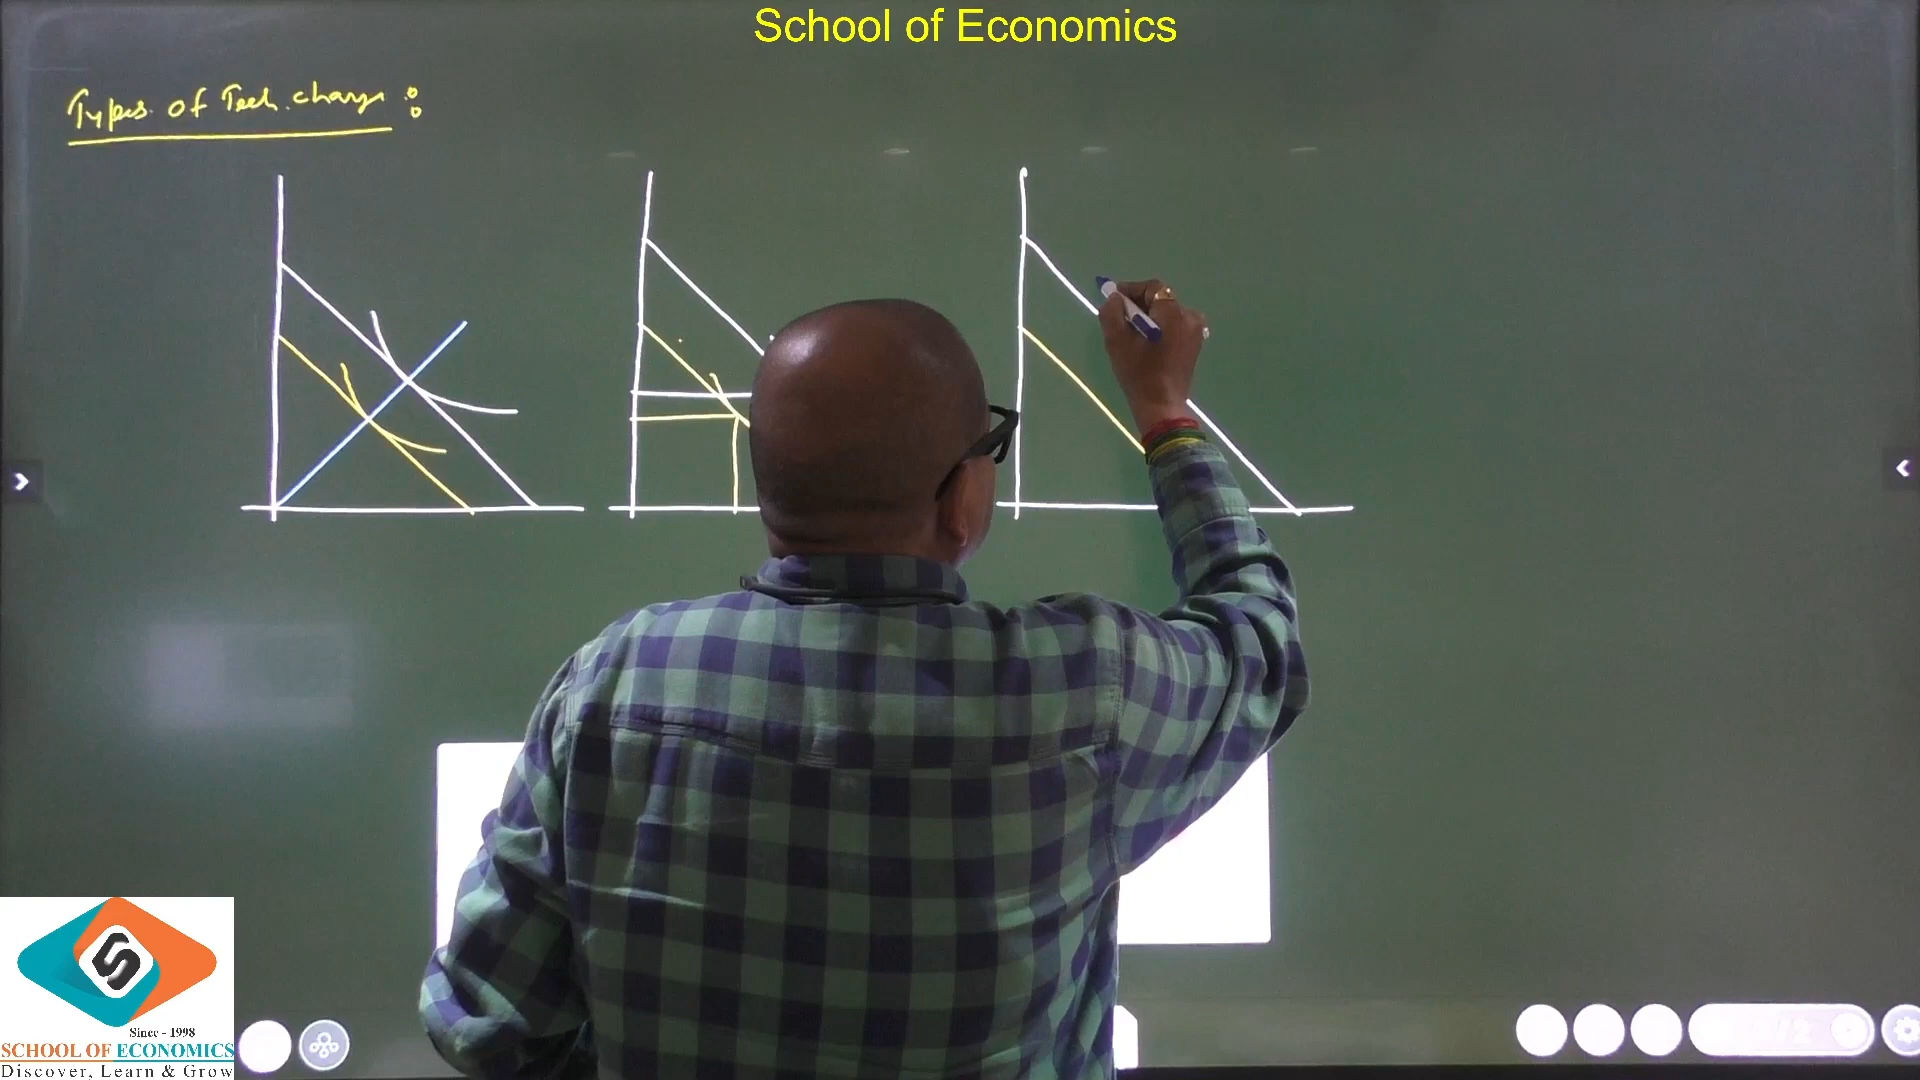 School of Economics
Types of Tech. change :
Since - 1998
SCHOOL OF ECONOMICS
Discover, Learn & Grow